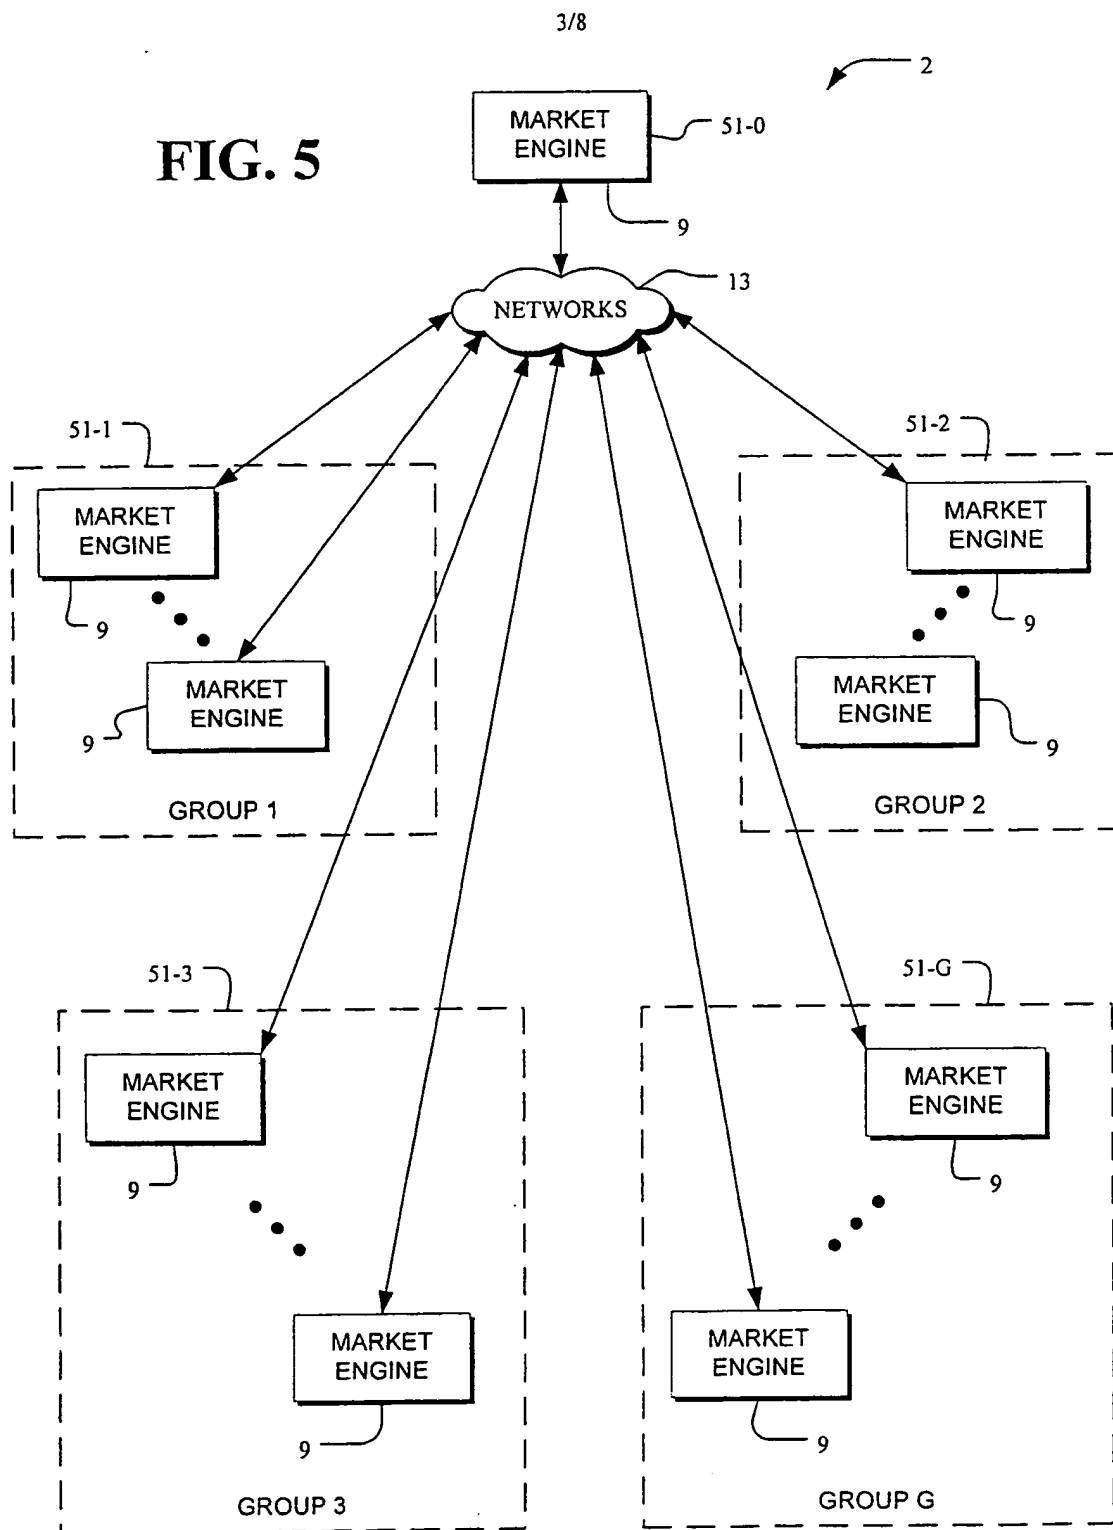 3/8
2
FIG. 5
MARKET
ENGINE
51-0
9
NETWORKS
13
51-1
MARKET
ENGINE
9
MARKET
ENGINE
9
GROUP 1
51-2
MARKET
ENGINE
9
MARKET
ENGINE
9
GROUP 2
51-3
MARKET
ENGINE
9
MARKET
ENGINE
9
GROUP 3
51-G
MARKET
ENGINE
9
MARKET
ENGINE
9
GROUP G